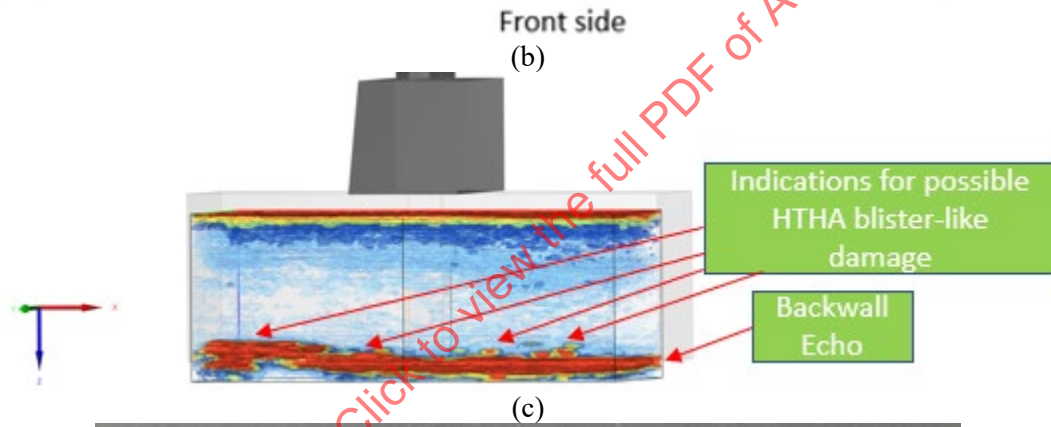 Front side
(b)
Click to view the full PDF of A
Indications for possible
HTHA blister-like
damage
Backwall
Echo
x
z
(c)